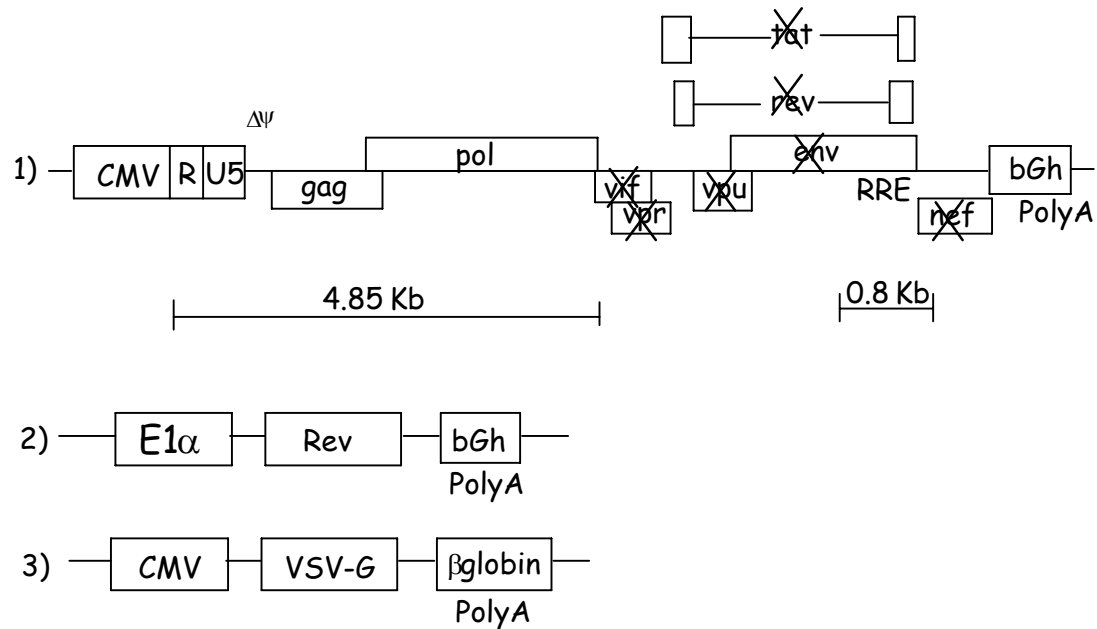 tat
rev
Δψ
1) CMV R U5 gag pol vif vpr vpu env RRE nef bGh
PolyA
4.85 Kb 0.8 Kb
2) E1α Rev bGh
PolyA
3) CMV VSV-G βglobin
PolyA